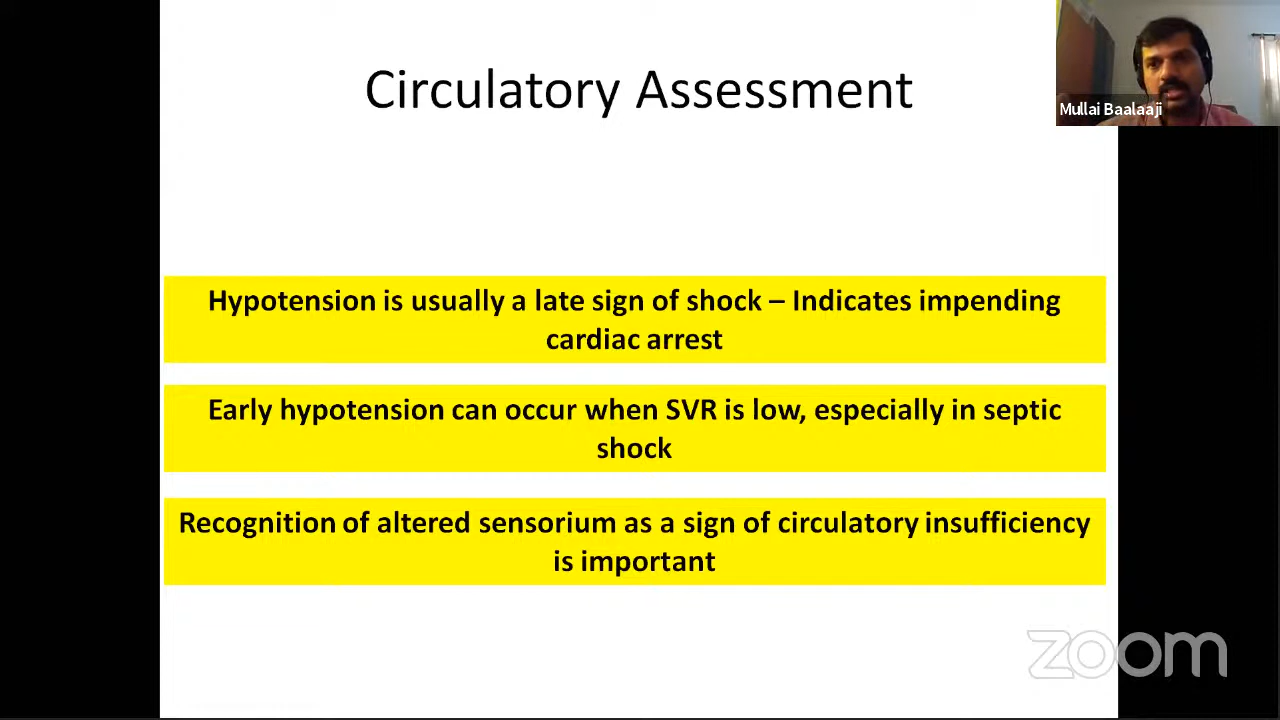 Circulatory Assessment
Mullai Baalaaji
Hypotension is usually a late sign of shock – Indicates impending
cardiac arrest
Early hypotension can occur when SVR is low, especially in septic
shock
Recognition of altered sensorium as a sign of circulatory insufficiency
is important
zoom